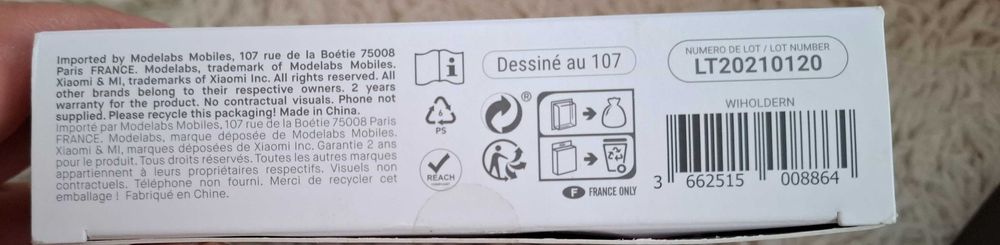 Imported by Modelabs Mobiles, 107 rue de la Boétie 75008
Paris FRANCE. Modelabs, trademark of Modelabs Mobiles.
Xiaomi & MI, trademarks of Xiaomi Inc. All rights reserved. All
other brands belong to their respective owners. 2 years
warranty for the product. No contractual visuals. Phone not
supplied. Please recycle this packaging! Made in China.
Importé par Modelabs Mobiles, 107 rue de la Boétie 75008 Paris
FRANCE. Modelabs, marque déposée de Modelabs Mobiles.
Xiaomi & MI, marques déposées de Xiaomi Inc. Garantie 2 ans
pour le produit. Tous droits réservés. Toutes les autres marques
appartiennent à leurs propriétaires respectifs. Visuels non
contractuels. Téléphone non fourni. Merci de recycler cet
emballage ! Fabriqué en Chine.
i
6
PS
REACH
COMPLIANT
Dessiné au 107
®
F FRANCE ONLY
NUMERO DE LOT / LOT NUMBER
LT20210120
WIHOLDERN
3 662515 008864